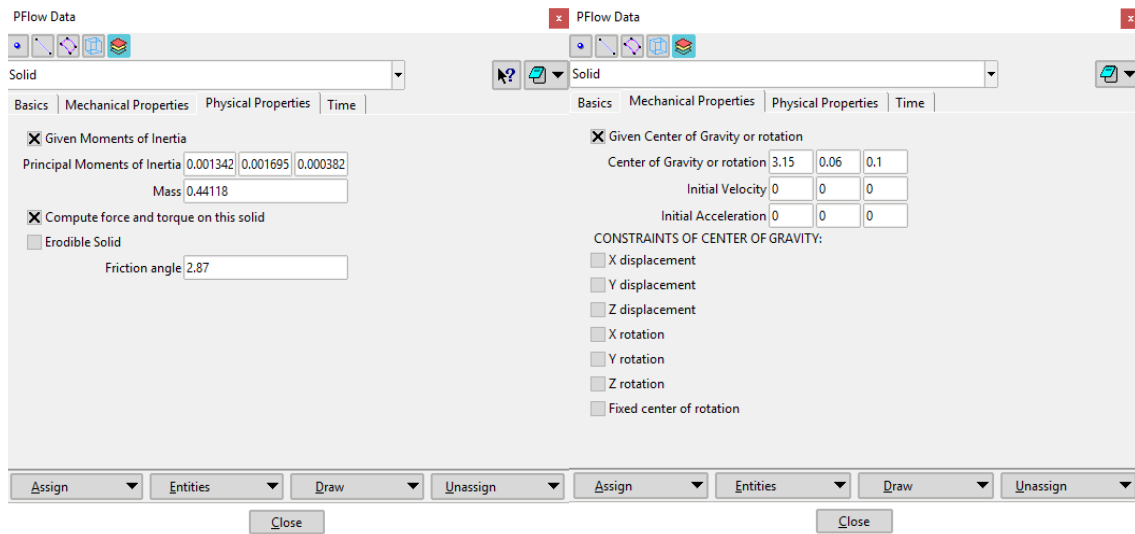 PFlow Data
x
Solid
Basics Mechanical Properties Physical Properties Time
Given Moments of Inertia
Principal Moments of Inertia 0.001342 0.001695 0.000382
Mass 0.44118
Compute force and torque on this solid
Erodible Solid
Friction angle 2.87
Assign Entities Draw Unassign
Close
PFlow Data
x
Solid
Basics Mechanical Properties Physical Properties Time
Given Center of Gravity or rotation
Center of Gravity or rotation 3.15 0.06 0.1
Initial Velocity 0 0 0
Initial Acceleration 0 0 0
CONSTRAINTS OF CENTER OF GRAVITY:
X displacement
Y displacement
Z displacement
X rotation
Y rotation
Z rotation
Fixed center of rotation
Assign Entities Draw Unassign
Close